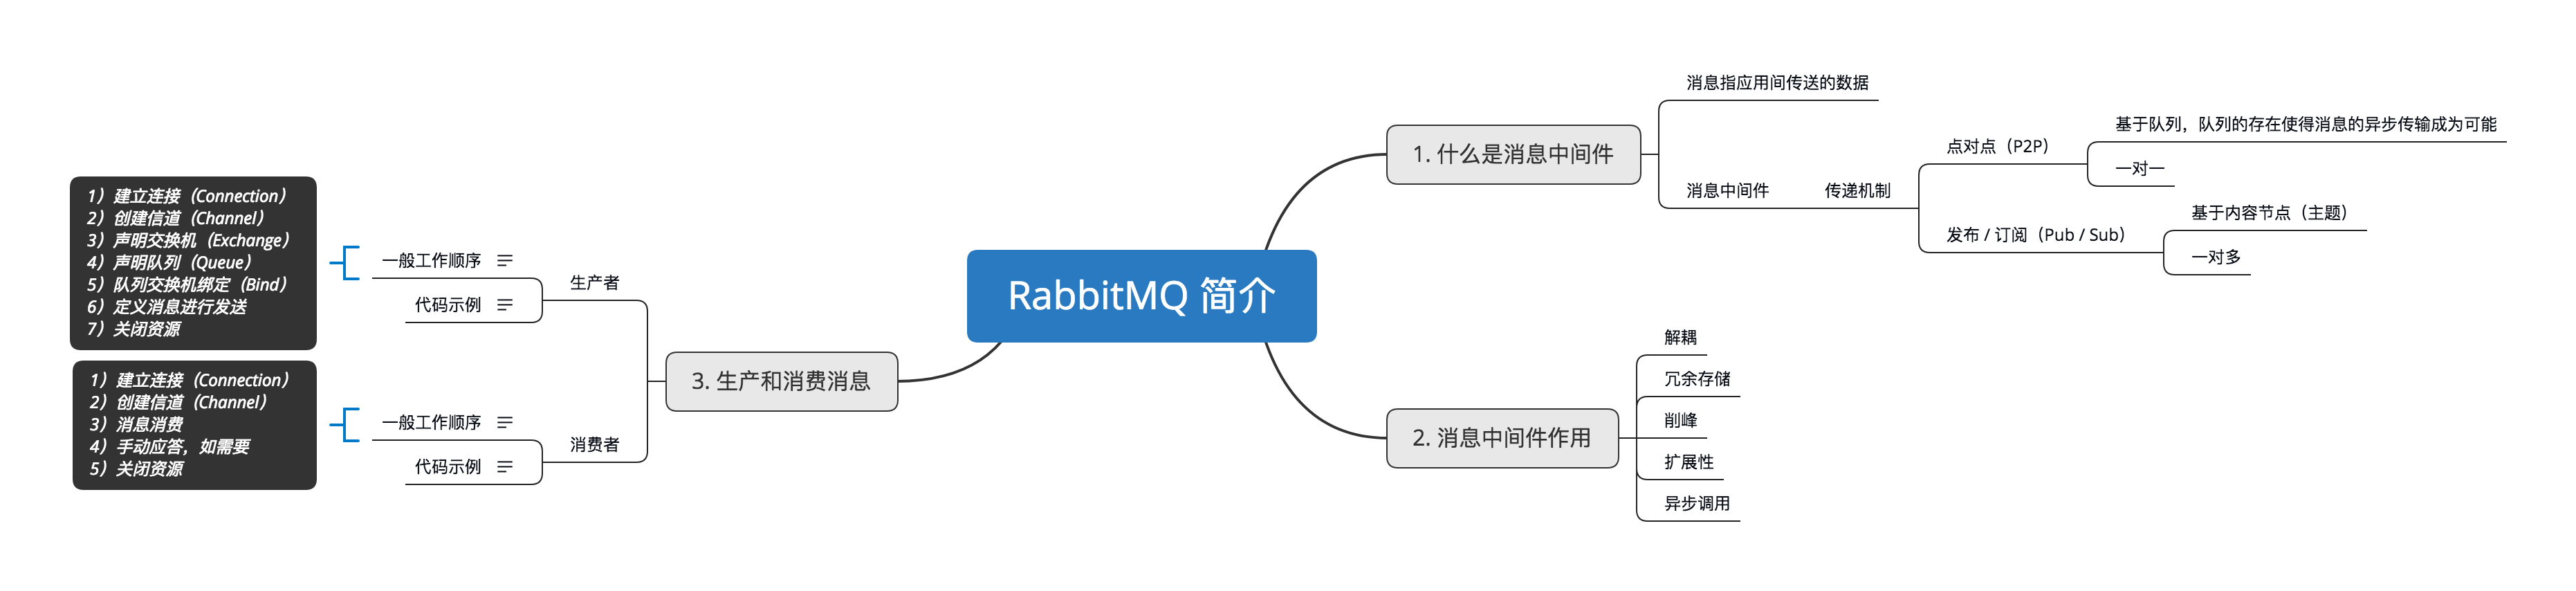 RabbitMQ 简介
1. 什么是消息中间件
消息指应用间传送的数据
消息中间件
传递机制
点对点（P2P）
基于队列，队列的存在使得消息的异步传输成为可能
一对一
发布 / 订阅（Pub / Sub）
基于内容节点（主题）
一对多
2. 消息中间件作用
解耦
冗余存储
削峰
扩展性
异步调用
3. 生产和消费消息
生产者
一般工作顺序
1）建立连接（Connection）
2）创建信道（Channel）
3）声明交换机（Exchange）
4）声明队列（Queue）
5）队列交换机绑定（Bind）
6）定义消息进行发送
7）关闭资源
代码示例
消费者
一般工作顺序
1）建立连接（Connection）
2）创建信道（Channel）
3）消息消费
4）手动应答，如需要
5）关闭资源
代码示例